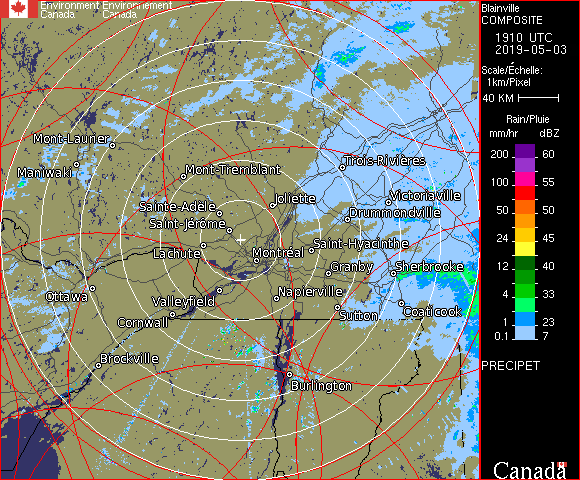 Environment Environnement
Canada Canada
Blainville
COMPOSITE
1910 UTC
2019-05-03
Scale/Échelle:
1km/Pixel
40 KM
Rain/Pluie
mm/hr dBZ
200 60
150 57
100 55
50 50
24 45
12 40
4 33
1 23
0.1 7
PRECIPET
Canada
Mont-Laurier
Maniwaki
Mont-Tremblant
Trois-Rivières
Sainte-Adèle
Joliette
Victoriaville
Saint-Jérôme
Drummondville
Lachute
Montréal
Saint-Hyacinthe
Granby
Sherbrooke
Ottawa
Valleyfield
Napierville
Cornwall
Sutton
Coaticook
Brockville
Burlington